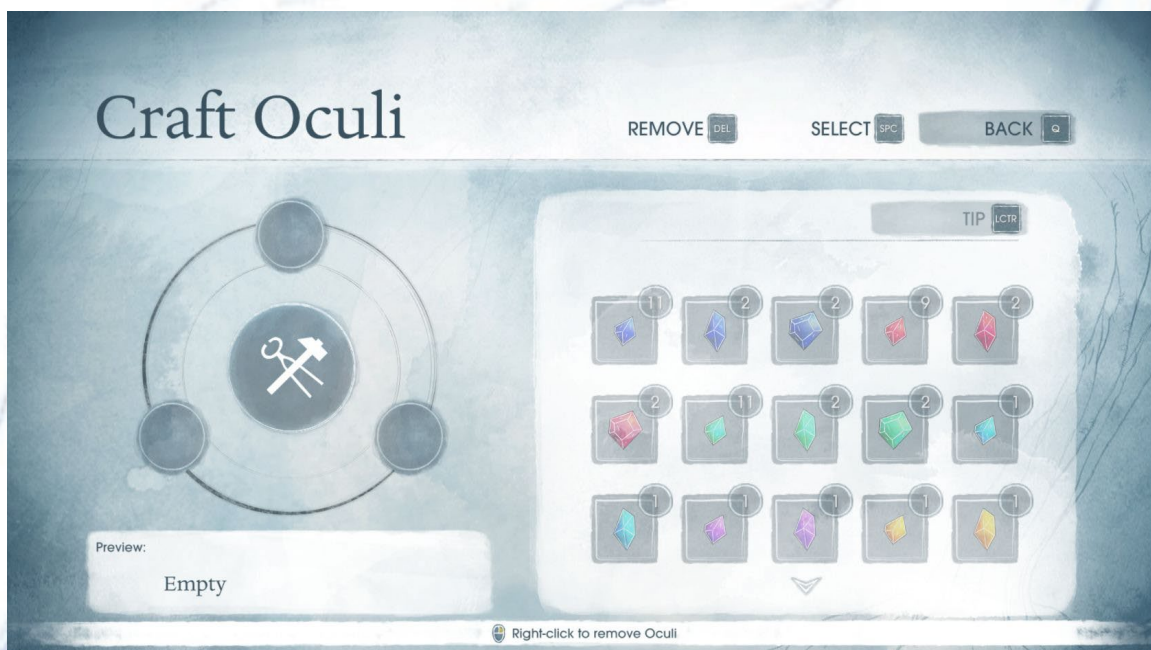 Craft Oculi
REMOVE DEL
SELECT SPC
BACK Q
TIP LCTR
11 2 2 9 2
2 11 2 2 1
1 1 1 1 1
Preview:
Empty
Right-click to remove Oculi